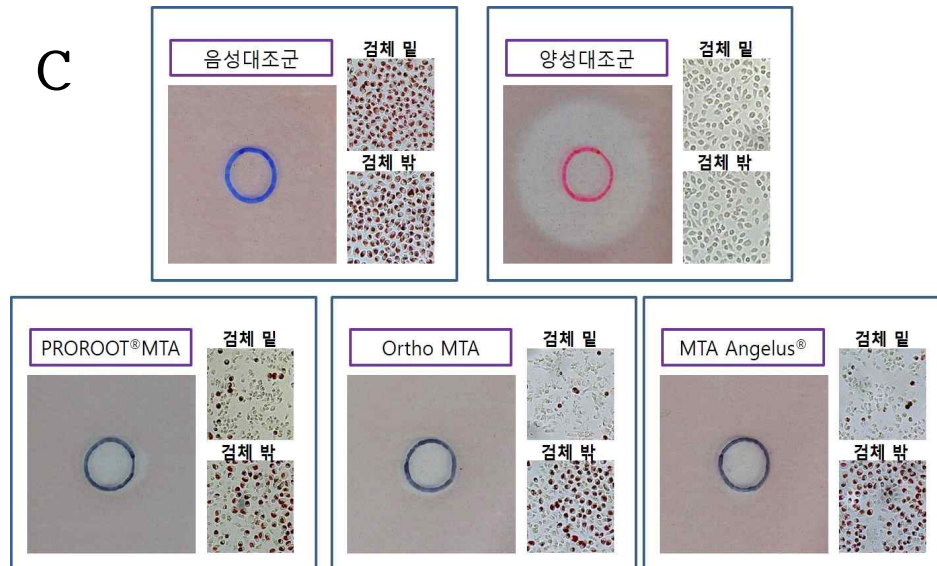 C
음성대조군
검체 밑
검체 밖
양성대조군
검체 밑
검체 밖
PROROOT®MTA
검체 밑
검체 밖
Ortho MTA
검체 밑
검체 밖
MTA Angelus®
검체 밑
검체 밖